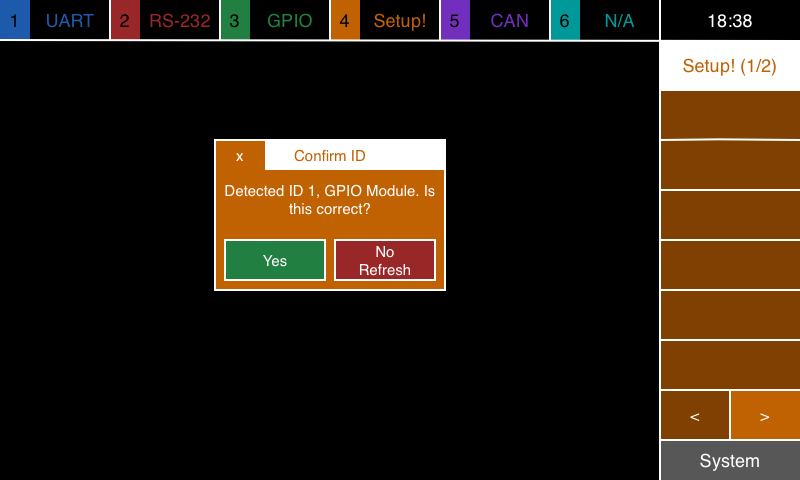 1 UART 2 RS-232 3 GPIO 4 Setup! 5 CAN 6 N/A 18:38
Setup! (1/2)
x Confirm ID
Detected ID 1, GPIO Module. Is
this correct?
Yes
No
Refresh
< >
System